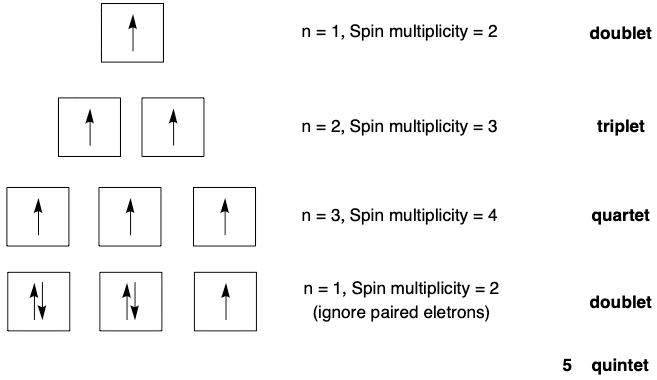 n = 1, Spin multiplicity = 2 doublet
n = 2, Spin multiplicity = 3 triplet
n = 3, Spin multiplicity = 4 quartet
n = 1, Spin multiplicity = 2 doublet
(ignore paired eletrons)
5 quintet